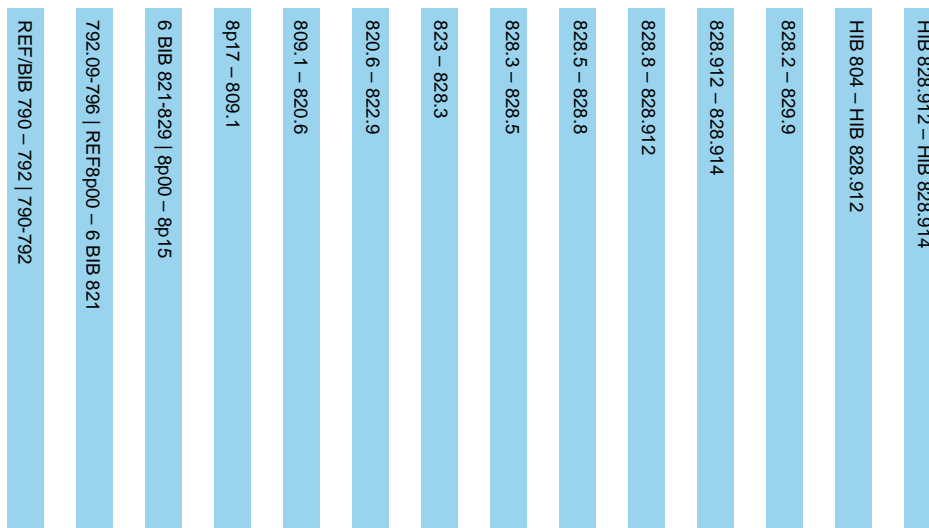 REF/BIB 790 – 792 | 790-792
792.09-796 | REF8p00 – 6 BIB 821
6 BIB 821-829 | 8p00 – 8p15
8p17 – 809.1
809.1 – 820.6
820.6 – 822.9
823 – 828.3
828.3 – 828.5
828.5 – 828.8
828.8 – 828.912
828.912 – 828.914
828.2 – 829.9
HIB 804 – HIB 828.912
HIB 828.912 – HIB 828.914